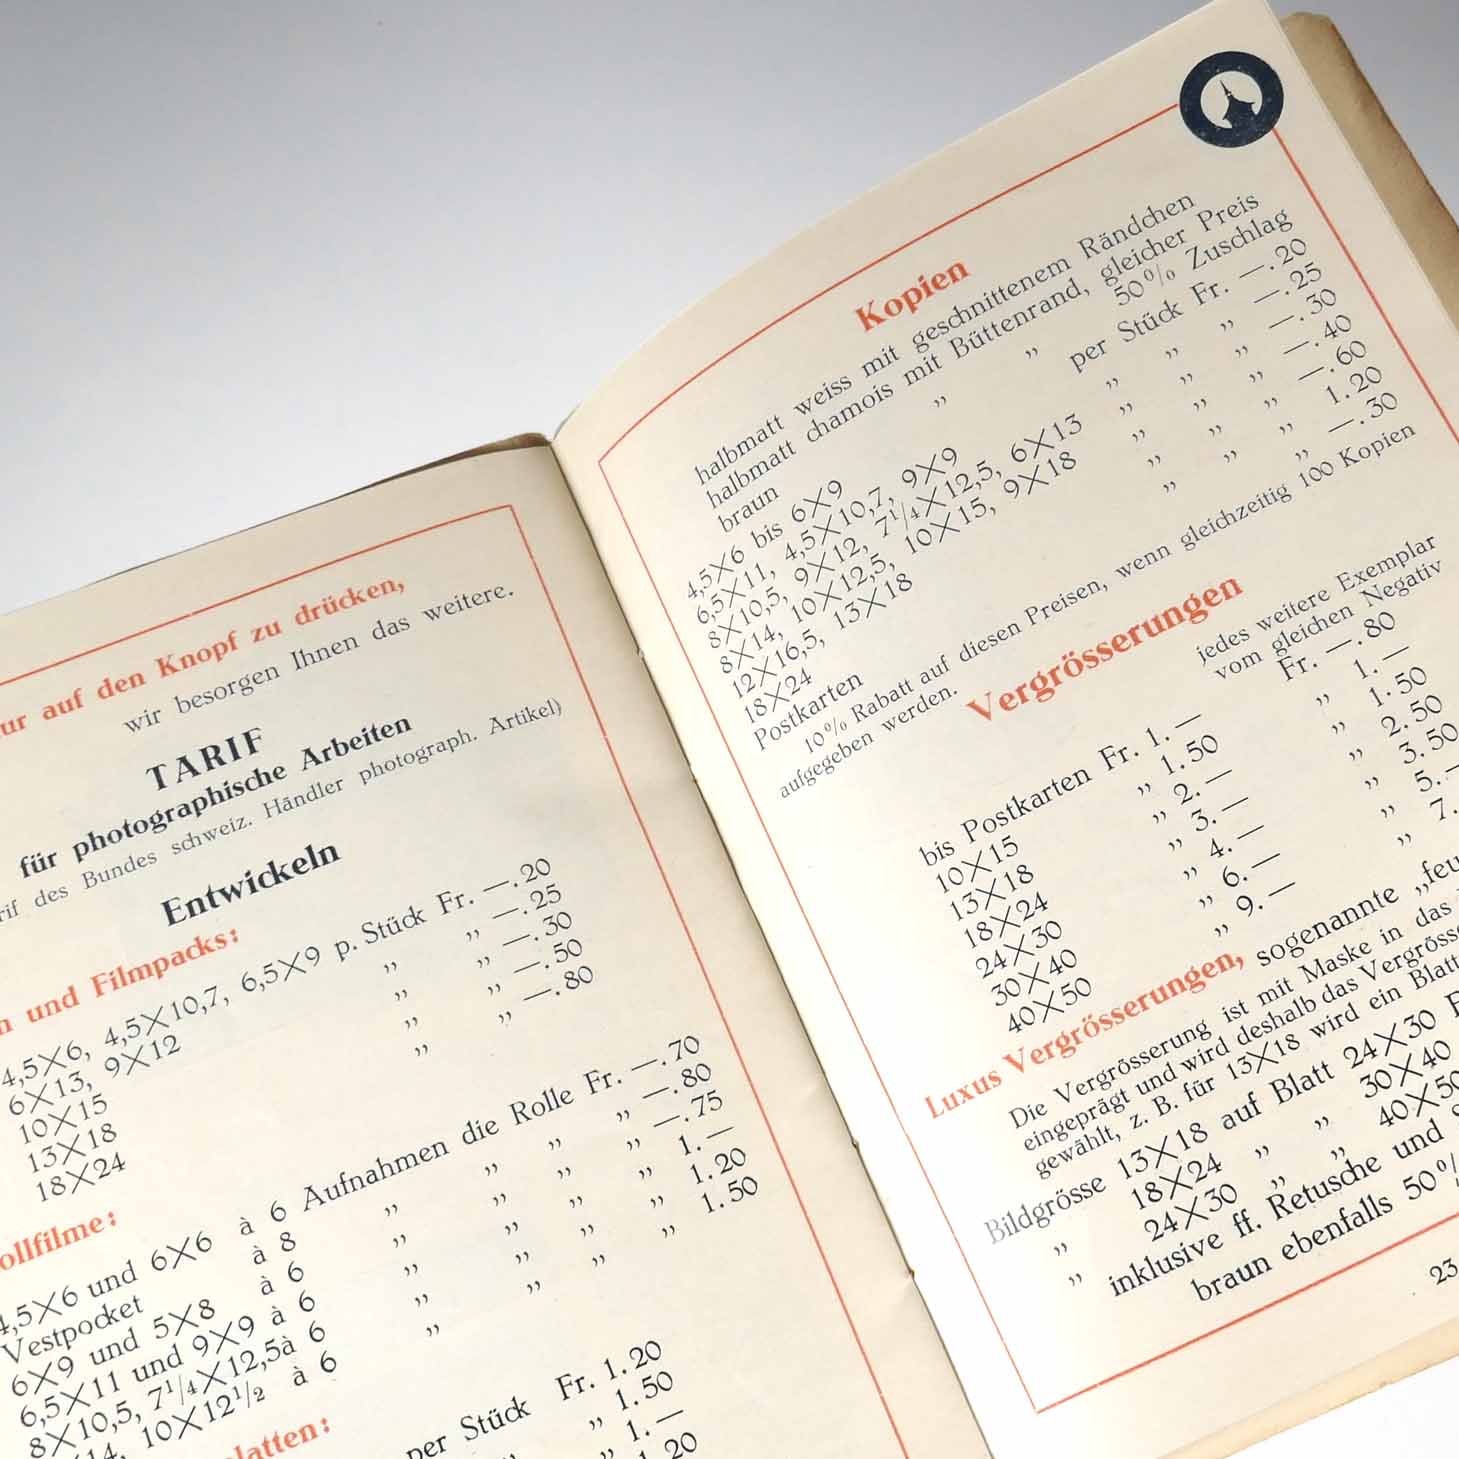 auf den Knopf zu drücken,
wir besorgen Ihnen das weitere.
TARIF
für photographische Arbeiten
des Bundes schweiz. Händler photograph. Artikel)
Entwickeln
und Filmpacks:
4,5×6, 4,5×10,7, 6,5×9 p. Stück Fr. —.20
6×13, 9×12 „ „ —.25
10×15 „ „ —.30
13×18 „ „ —.50
18×24 „ „ —.80
4,5×6 und 6×6 à 6 Aufnahmen die Rolle Fr. —.70
Vestpocket à 8 „ „ „ „ —.80
6×9 und 5×8 à 6 „ „ „ „ —.75
6,5×11 und 9×9 à 6 „ „ „ „ 1.—
8×10,5, 7¼×12,5 à 6 „ „ „ „ 1.20
10×12½ à 6 „ „ „ „ 1.50
per Stück Fr. 1.20
„ 1.50
„ 1.—
1.20
Kopien
halbmatt weiss mit geschnittenem Rändchen
halbmatt chamois mit Büttenrand, gleicher Preis
braun „ „ 50% Zuschlag
4,5×6 bis 6×9 per Stück Fr. —.20
6,5×11, 4,5×10,7, 9×9 „ „ „ —.25
8×10,5, 9×12, 7¼×12,5, 6×13 „ „ „ —.30
8×14, 10×12,5, 10×15, 9×18 „ „ „ —.40
12×16,5, 13×18 „ „ „ —.60
18×24 „ „ „ 1.20
Postkarten „ „ „ —.30
10% Rabatt auf diesen Preisen, wenn gleichzeitig 100 Kopien
aufgegeben werden.
Vergrösserungen
jedes weitere Exemplar
vom gleichen Negativ
bis Postkarten Fr. 1.— Fr. —.80
10×15 „ 1.50 „ 1.—
13×18 „ 2.— „ 1.50
18×24 „ 3.— „ 2.50
24×30 „ 4.— „ 3.50
30×40 „ 6.— „ 5.—
40×50 „ 9.— „ 7.
Luxus Vergrösserungen, sogenannte
Die Vergrösserung ist mit Maske in das
eingeprägt und wird deshalb das
gewählt, z. B. für 13×18 wird ein Blatt
Bildgrösse 13×18 auf Blatt 24×30
„ 18×24 „ „ 30×40
„ 24×30 „ „ 40×50
inklusive ff. Retusche und
braun ebenfalls 50%
23